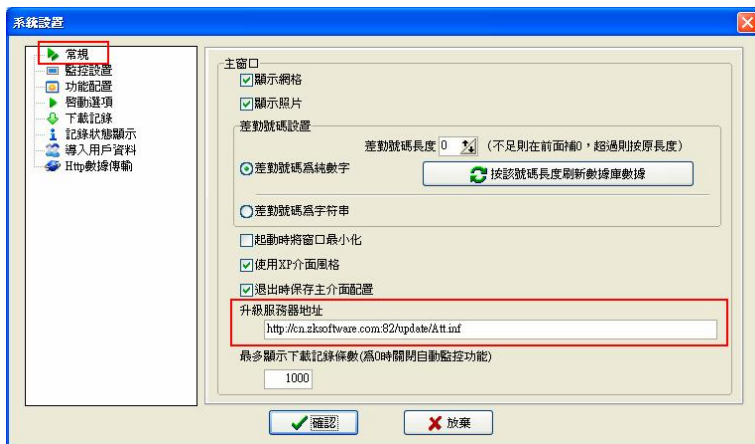 系統設置
常規
監控設置
功能配置
啓動選項
下載記錄
記錄狀態顯示
導入用戶資料
Http數據傳輸
主窗口
顯示網格
顯示照片
差勤號碼設置
差勤號碼長度 0 (不足則在前面補0，超過則按原長度)
差勤號碼爲純數字
按該號碼長度刷新數據庫數據
差勤號碼爲字符串
起動時將窗口最小化
使用XP介面風格
退出時保存主介面配置
升級服務器地址
http://cn.zksoftware.com:82/update/Att.inf
最多顯示下載記錄條數(爲0時關閉自動監控功能)
1000
確認
放棄